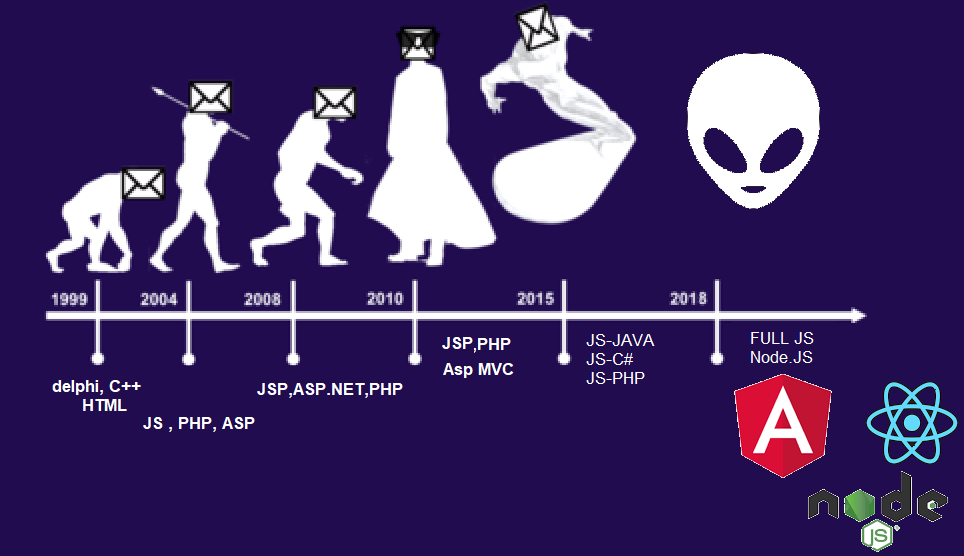 1999
2004
2008
2010
2015
2018
delphi, C++
HTML
JS , PHP, ASP
JSP,ASP.NET,PHP
JSP,PHP
Asp MVC
JS-JAVA
JS-C#
JS-PHP
FULL JS
Node.JS
A
node
JS